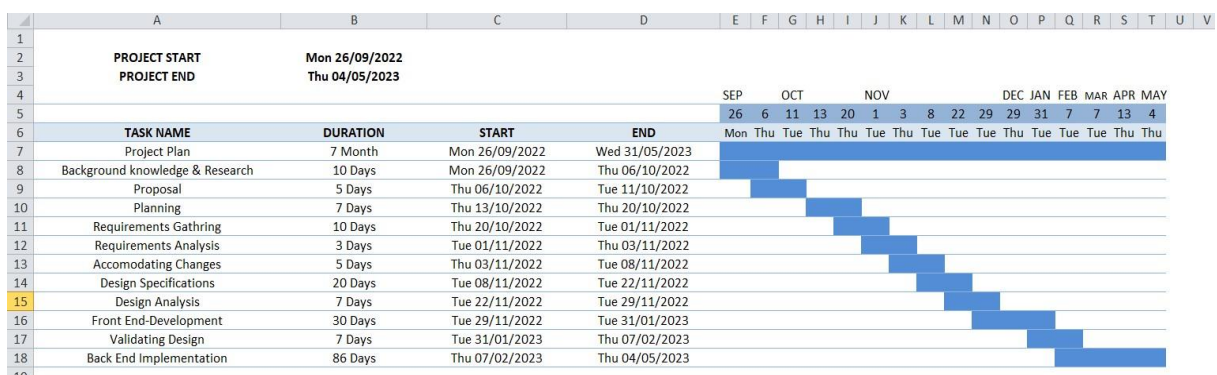 A B C D E F G H I J K L M N O P Q R S T U V
1
2 PROJECT START Mon 26/09/2022
3 PROJECT END Thu 04/05/2023
4 SEP OCT NOV DEC JAN FEB MAR APR MAY
5 26 6 11 13 20 1 3 8 22 29 29 31 7 7 13 4
6 TASK NAME DURATION START END Mon Thu Tue Thu Thu Tue Thu Tue Tue Tue Thu Tue Tue Tue Thu Thu
7 Project Plan 7 Month Mon 26/09/2022 Wed 31/05/2023
8 Background knowledge & Research 10 Days Mon 26/09/2022 Thu 06/10/2022
9 Proposal 5 Days Thu 06/10/2022 Tue 11/10/2022
10 Planning 7 Days Thu 13/10/2022 Thu 20/10/2022
11 Requirements Gathring 10 Days Thu 20/10/2022 Tue 01/11/2022
12 Requirements Analysis 3 Days Tue 01/11/2022 Thu 03/11/2022
13 Accomodating Changes 5 Days Thu 03/11/2022 Tue 08/11/2022
14 Design Specifications 20 Days Tue 08/11/2022 Tue 22/11/2022
15 Design Analysis 7 Days Tue 22/11/2022 Tue 29/11/2022
16 Front End-Development 30 Days Tue 29/11/2022 Tue 31/01/2023
17 Validating Design 7 Days Tue 31/01/2023 Thu 07/02/2023
18 Back End Implementation 86 Days Thu 07/02/2023 Thu 04/05/2023